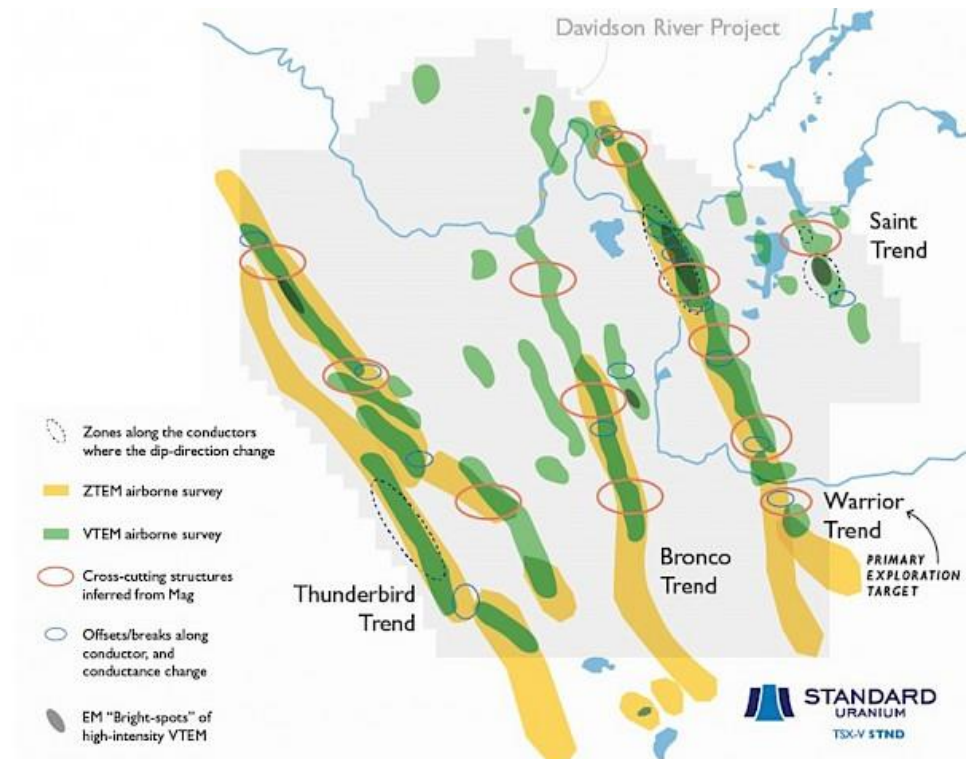 Davidson River Project
Saint
Trend
Zones along the conductors
where the dip-direction change
ZTEM airborne survey
VTEM airborne survey
Cross-cutting structures
inferred from Mag
Offsets/breaks along
conductor, and
conductance change
EM "Bright-spots" of
high-intensity VTEM
Thunderbird
Trend
Bronco
Trend
Warrior
Trend
PRIMARY
EXPLORATION
TARGET
STANDARD
URANIUM
TSX-V STND